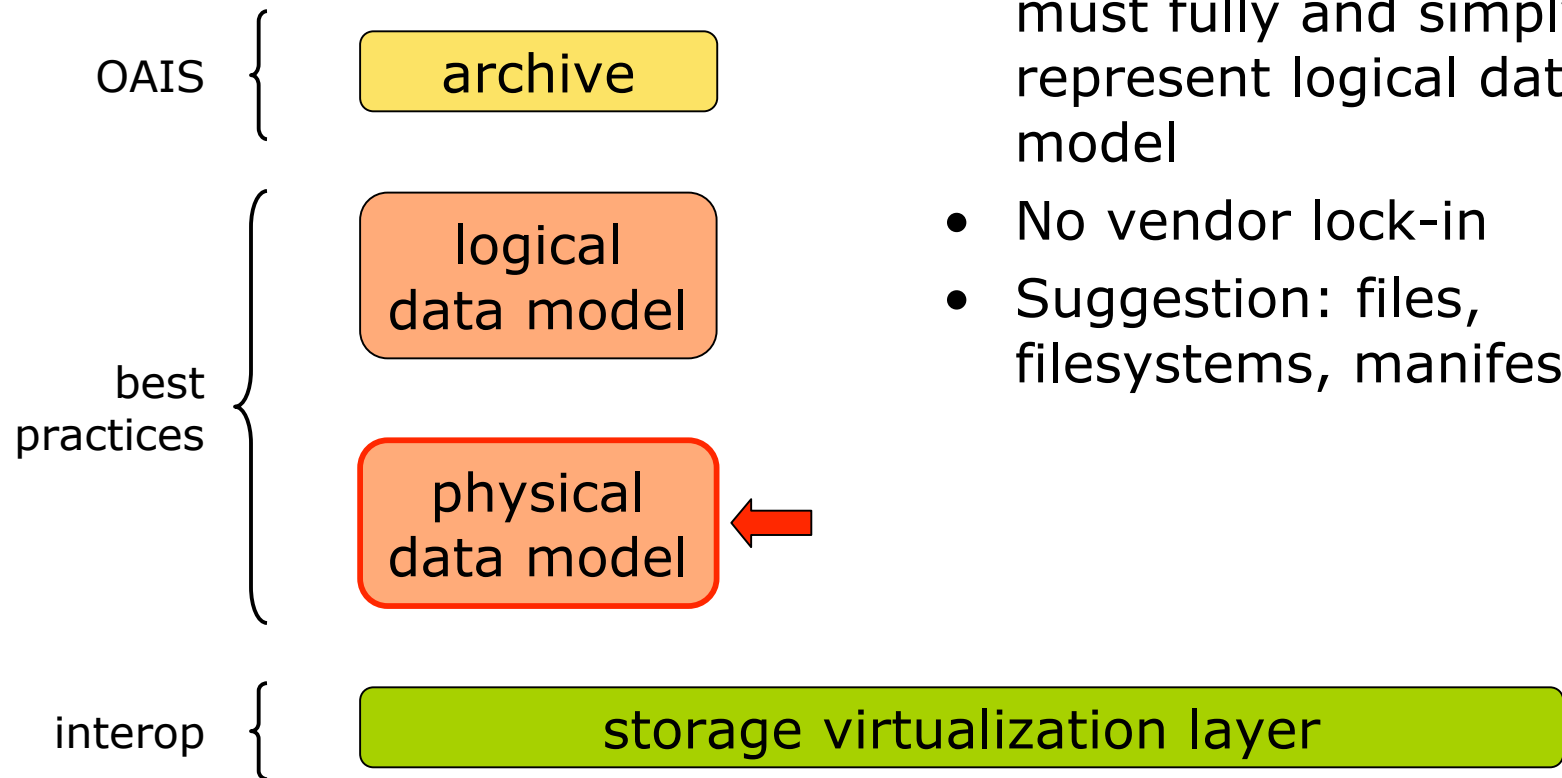 OAIS
archive
logical
data model
best
practices
physical
data model
interop
storage virtualization layer
must fully and simply
represent logical dat
model
• No vendor lock-in
• Suggestion: files,
filesystems, manifes